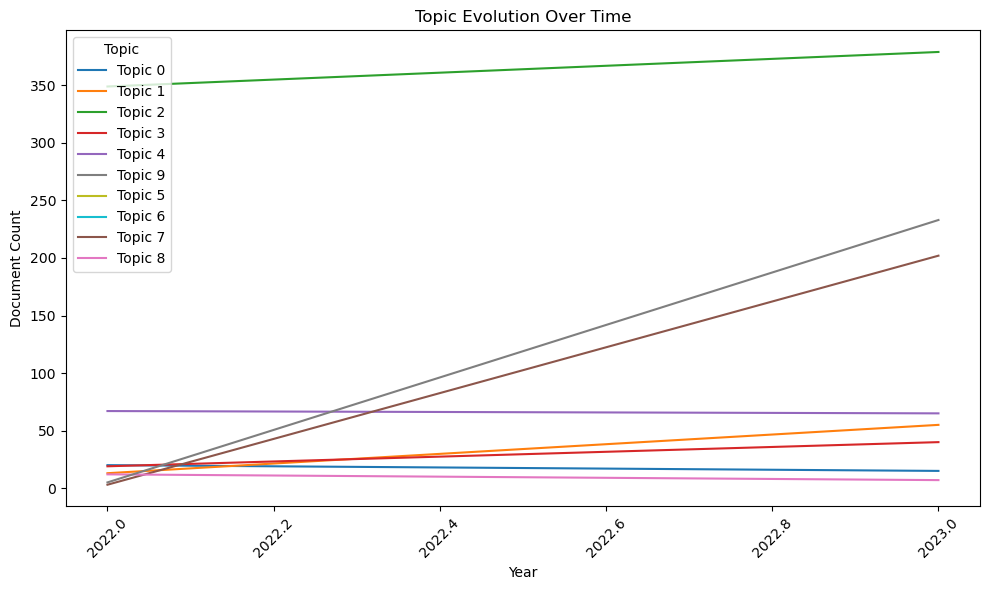 Topic Evolution Over Time
Topic
Topic 0
Topic 1
Topic 2
Topic 3
Topic 4
Topic 9
Topic 5
Topic 6
Topic 7
Topic 8
Document Count
350
300
250
200
150
100
50
0
2022.0
2022.2
2022.4
2022.6
2022.8
2023.0
Year